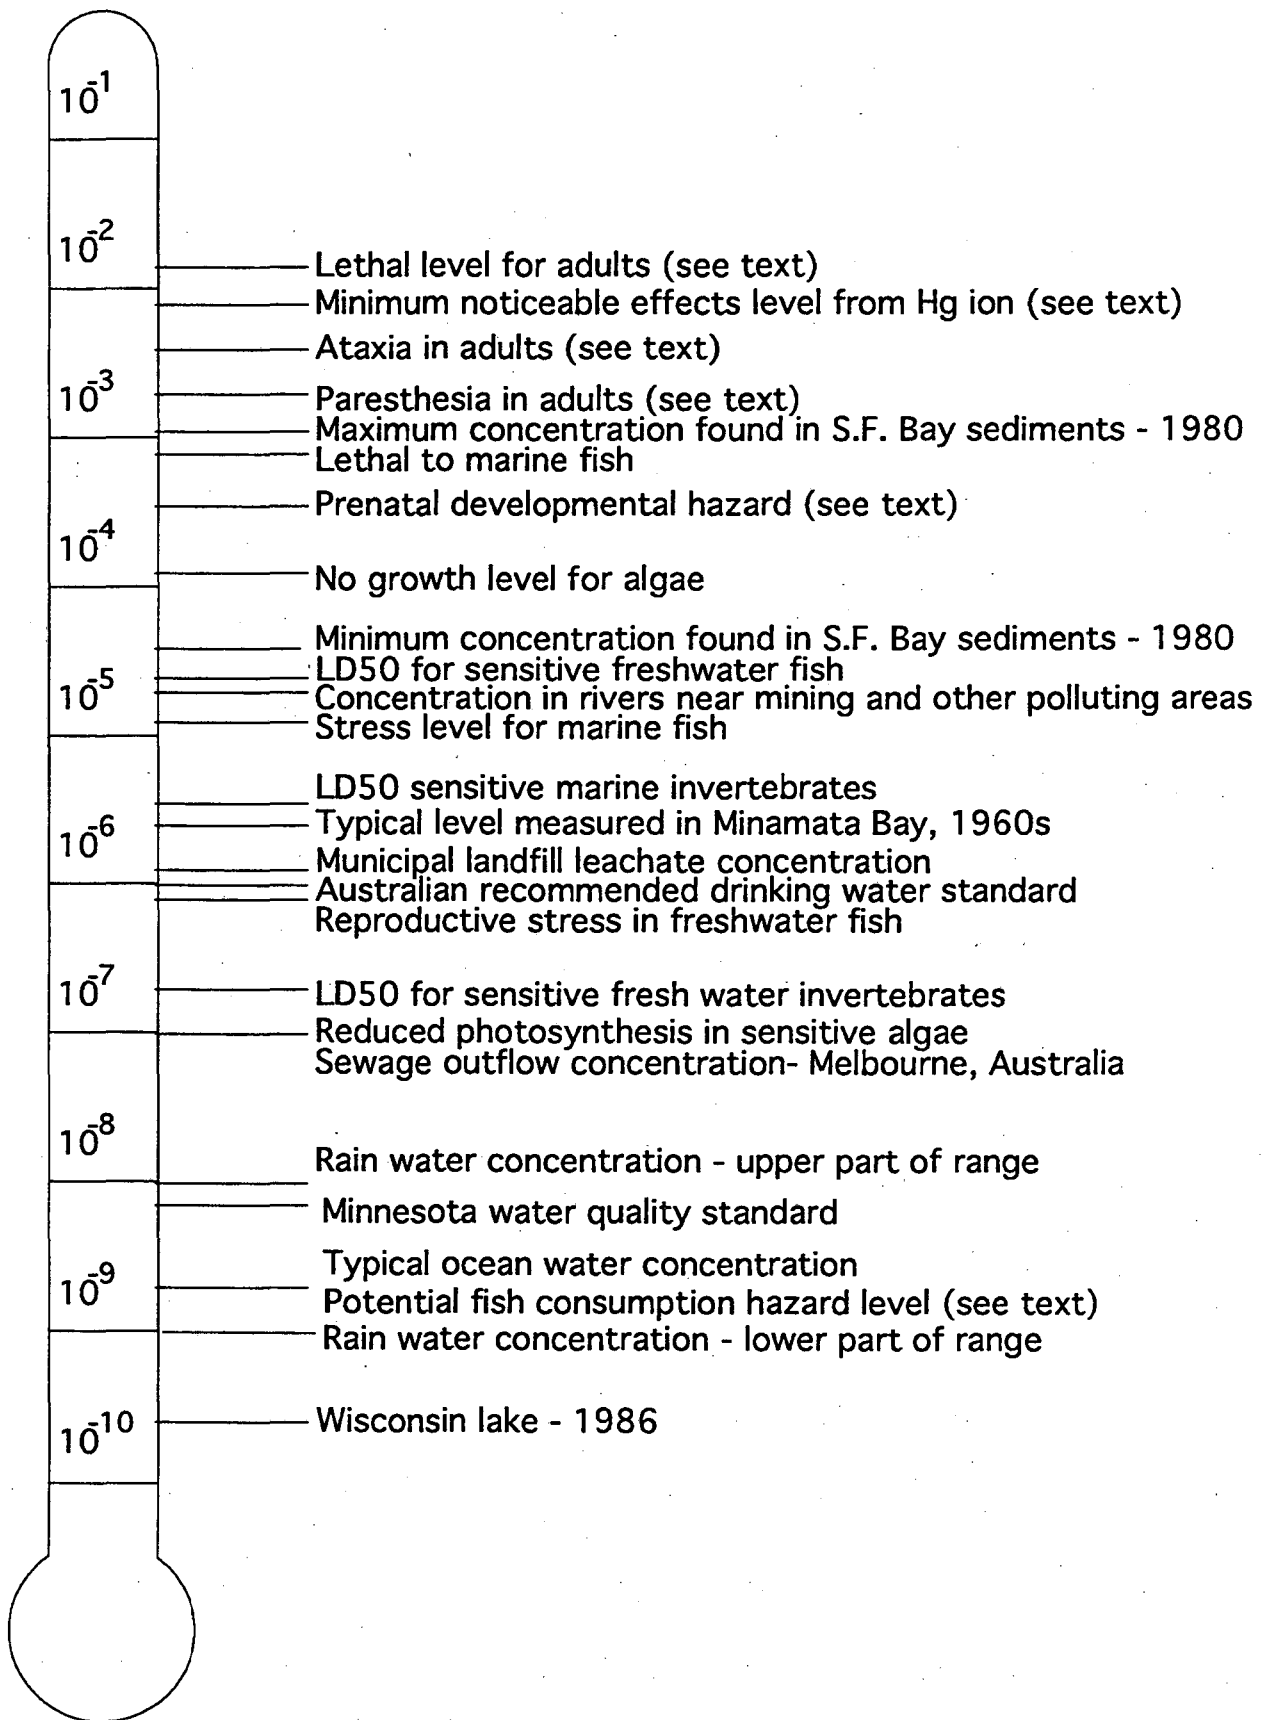 10⁻¹
10⁻²
Lethal level for adults (see text)
Minimum noticeable effects level from Hg ion (see text)
Ataxia in adults (see text)
10⁻³
Paresthesia in adults (see text)
Maximum concentration found in S.F. Bay sediments - 1980
Lethal to marine fish
Prenatal developmental hazard (see text)
10⁻⁴
No growth level for algae
Minimum concentration found in S.F. Bay sediments - 1980
LD50 for sensitive freshwater fish
10⁻⁵
Concentration in rivers near mining and other polluting areas
Stress level for marine fish
LD50 sensitive marine invertebrates
Typical level measured in Minamata Bay, 1960s
10⁻⁶
Municipal landfill leachate concentration
Australian recommended drinking water standard
Reproductive stress in freshwater fish
10⁻⁷
LD50 for sensitive fresh water invertebrates
Reduced photosynthesis in sensitive algae
Sewage outflow concentration- Melbourne, Australia
10⁻⁸
Rain water concentration - upper part of range
Minnesota water quality standard
Typical ocean water concentration
10⁻⁹
Potential fish consumption hazard level (see text)
Rain water concentration - lower part of range
10⁻¹⁰
Wisconsin lake - 1986